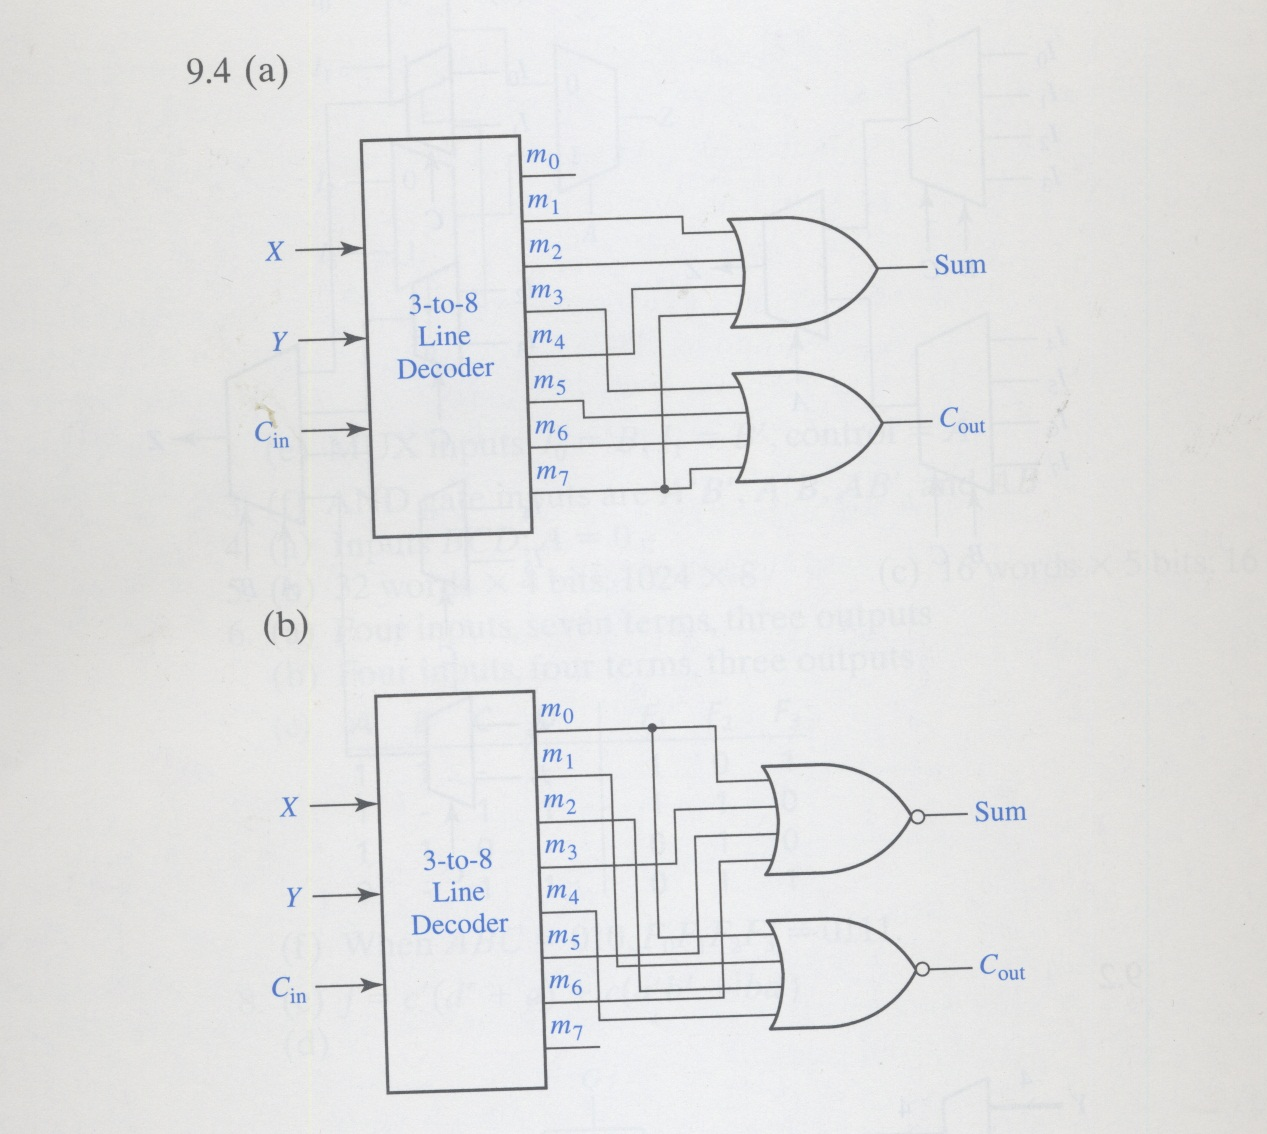 9.4 (a)
m0
m1
m2
m3
m4
m5
m6
m7
X
Y
Cin
3-to-8
Line
Decoder
Sum
Cout
(b)
m0
m1
m2
m3
m4
m5
m6
m7
X
Y
Cin
3-to-8
Line
Decoder
Sum
Cout